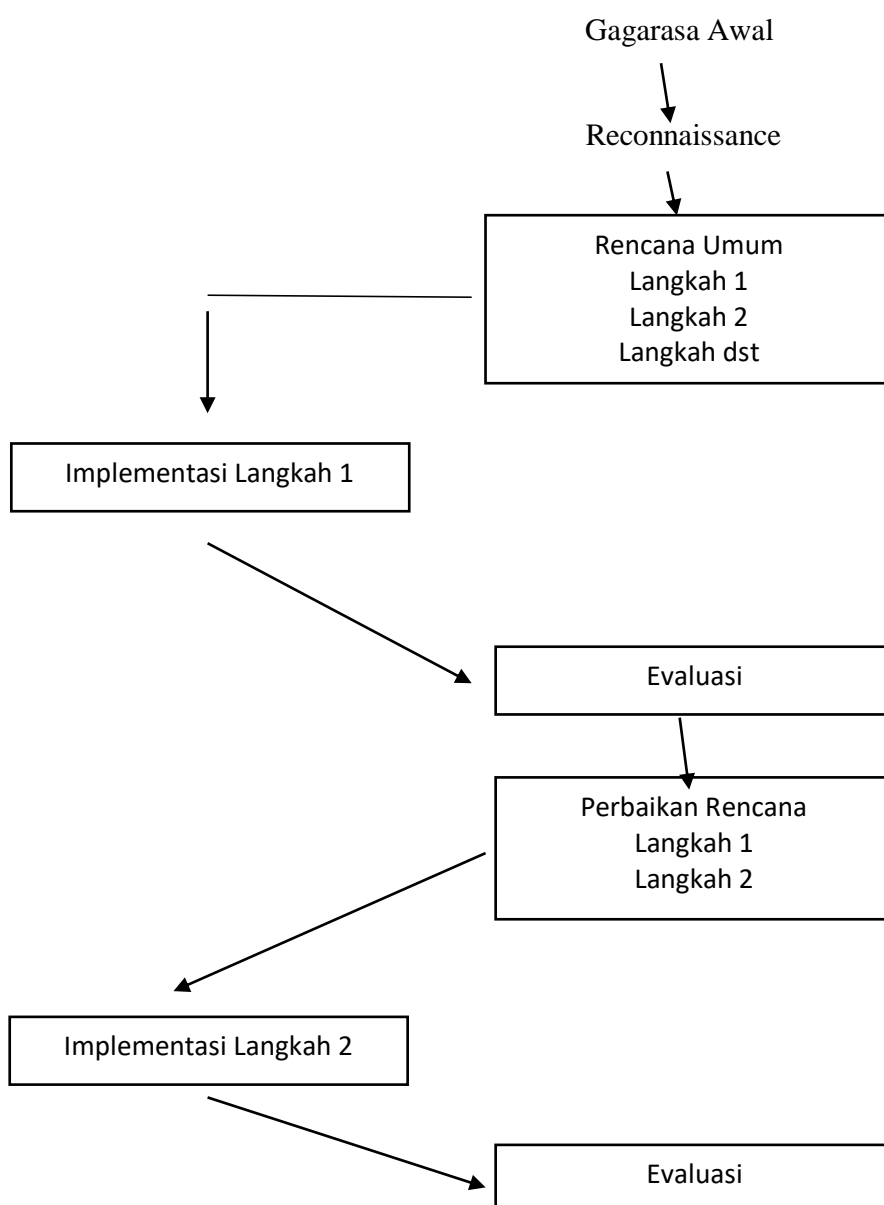 Gagarasa Awal
Reconnaissance
Rencana Umum
Langkah 1
Langkah 2
Langkah dst
Implementasi Langkah 1
Evaluasi
Perbaikan Rencana
Langkah 1
Langkah 2
Implementasi Langkah 2
Evaluasi